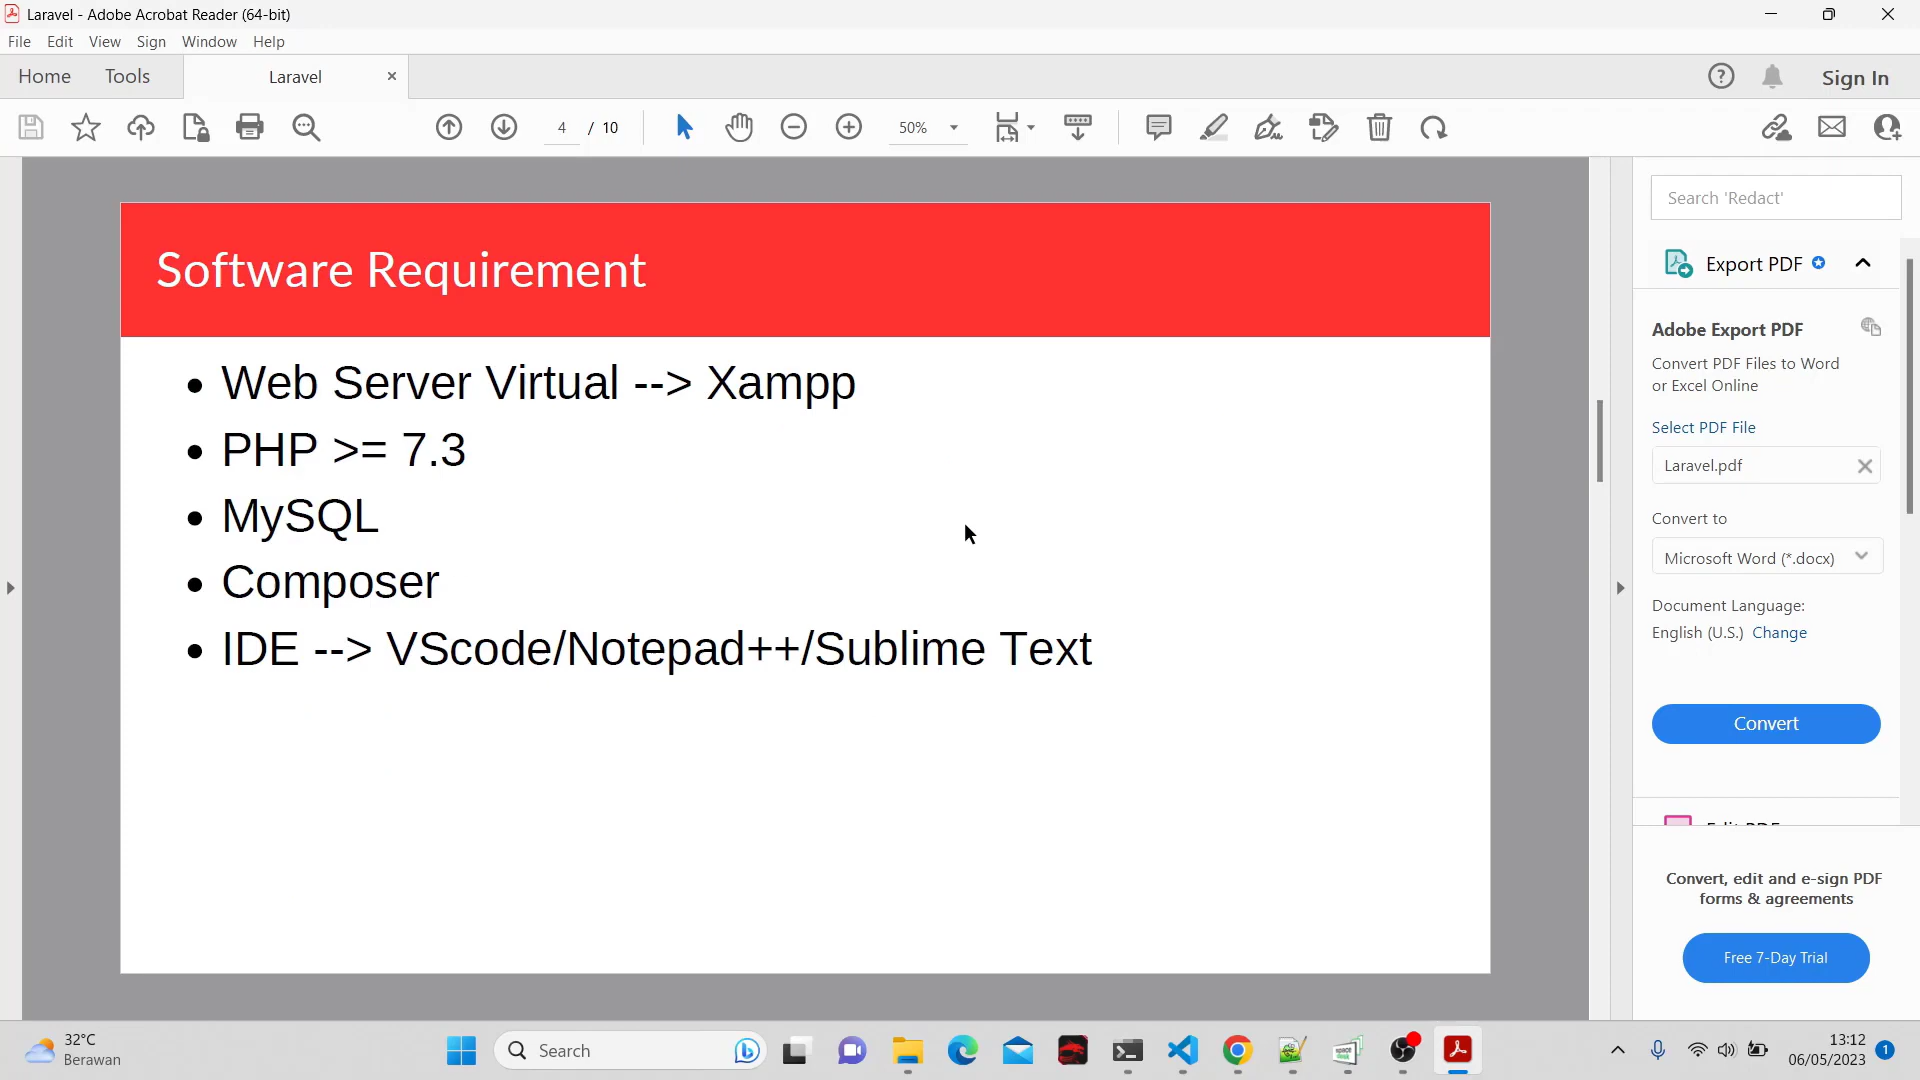 Laravel - Adobe Acrobat Reader (64-bit)
File Edit View Sign Window Help
Home Tools Laravel
Sign In
4 / 10
50%
Search 'Redact'
Software Requirement
• Web Server Virtual --> Xampp
• PHP >= 7.3
• MySQL
• Composer
• IDE --> VScode/Notepad++/Sublime Text
Export PDF
Adobe Export PDF
Convert PDF Files to Word
or Excel Online
Select PDF File
Laravel.pdf
Convert to
Microsoft Word (*.docx)
Document Language:
English (U.S.) Change
Convert
Convert, edit and e-sign PDF
forms & agreements
Free 7-Day Trial
32°C
Berawan
Search
space desk
13:12
06/05/2023
1